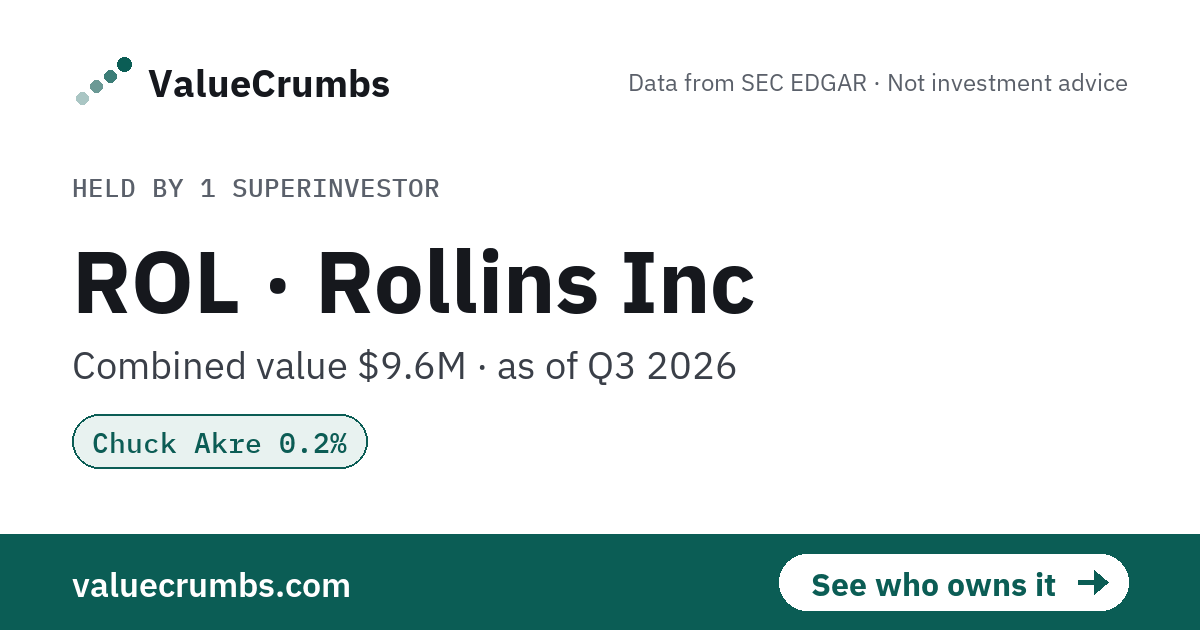 ValueCrumbs
Data from SEC EDGAR · Not investment advice
HELD BY 1 SUPERINVESTOR
ROL · Rollins Inc
Combined value $9.6M · as of Q3 2026
Chuck Akre 0.2%
valuecrumbs.com
See who owns it →